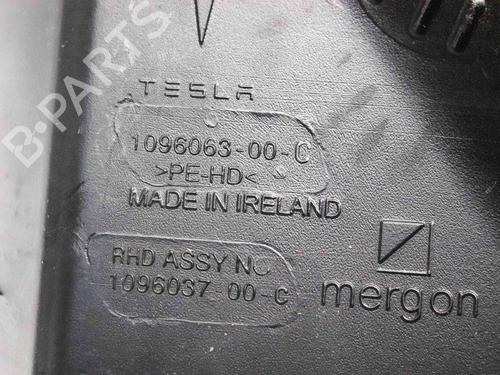 B-PARTS
TESLA
1096063-00-C
>PE-HD<
MADE IN IRELAND
RHD ASSY NO
1096037 00-C
mergon